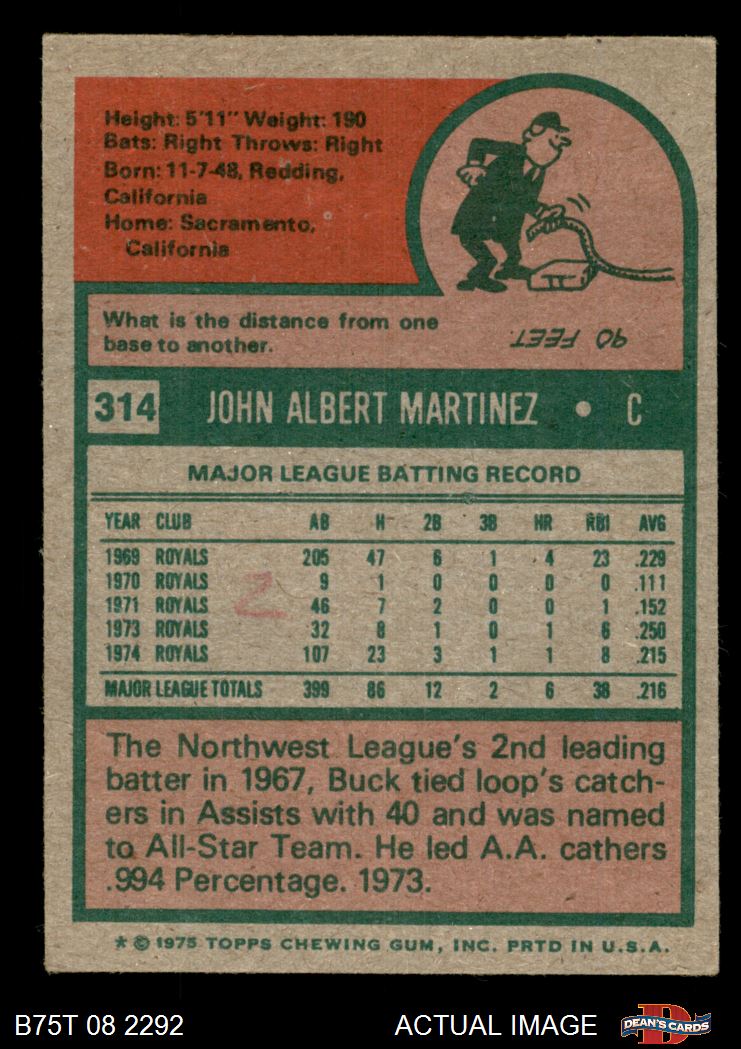 Height: 5'11" Weight: 190
Bats: Right Throws: Right
Born: 11-7-48, Redding,
California
Home: Sacramento,
California
What is the distance from one
base to another.
90 FEET.
314 JOHN ALBERT MARTINEZ • C
MAJOR LEAGUE BATTING RECORD
YEAR CLUB AB H 2B 3B HR RBI AVG
1969 ROYALS 205 47 6 1 4 23 .229
1970 ROYALS 9 1 0 0 0 0 .111
1971 ROYALS 46 7 2 0 0 1 .152
1973 ROYALS 32 8 1 0 1 6 .250
1974 ROYALS 107 23 3 1 1 8 .215
MAJOR LEAGUE TOTALS 399 86 12 2 6 38 .216
2
The Northwest League's 2nd leading
batter in 1967, Buck tied loop's catch-
ers in Assists with 40 and was named
to All-Star Team. He led A.A. cathers
.994 Percentage. 1973.
* © 1975 TOPPS CHEWING GUM, INC. PRTD IN U.S.A.
B75T 08 2292 ACTUAL IMAGE
D
DEAN'S CARDS